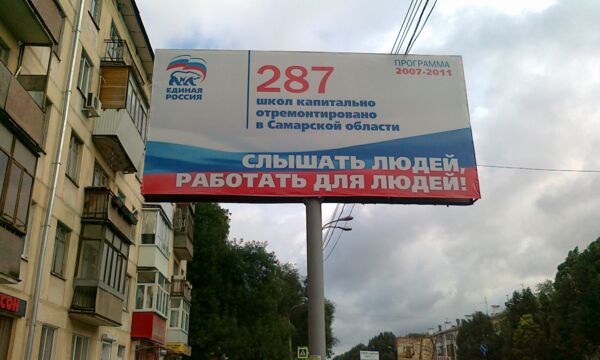 ЕДИНАЯ
РОССИЯ
287
школ капитально
отремонтировано
в Самарской области
ПРОГРАММА
2007-2011
СЛЫШАТЬ ЛЮДЕЙ,
РАБОТАТЬ ДЛЯ ЛЮДЕЙ!